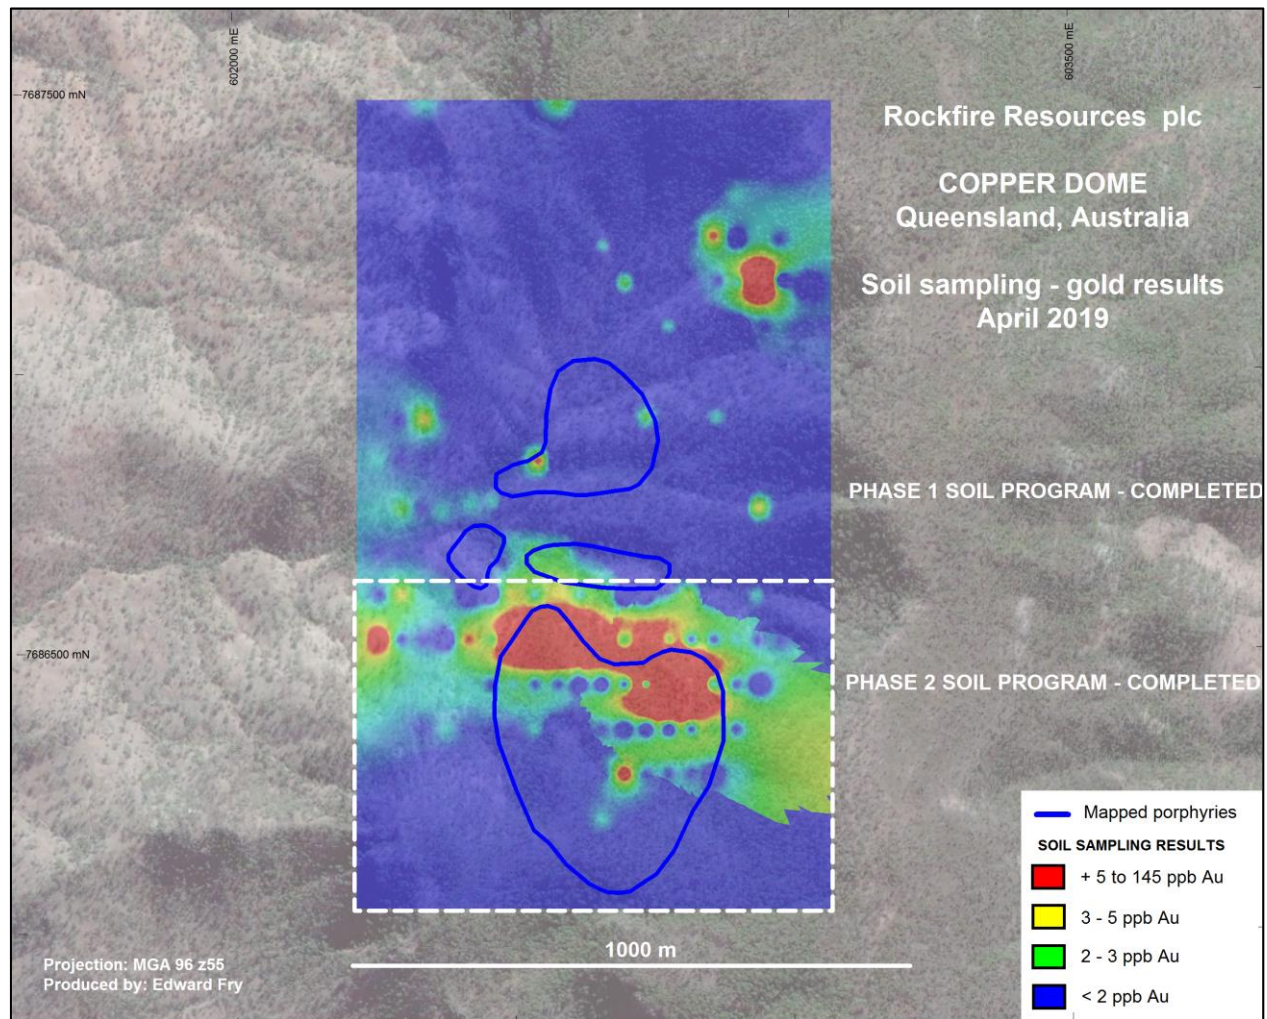 602000 mE
603500 mE
7687500 mN
Rockfire Resources plc
COPPER DOME
Queensland, Australia
Soil sampling - gold results
April 2019
PHASE 1 SOIL PROGRAM - COMPLETED
7686500 mN
PHASE 2 SOIL PROGRAM - COMPLETED
Mapped porphyries
SOIL SAMPLING RESULTS
+ 5 to 145 ppb Au
3 - 5 ppb Au
2 - 3 ppb Au
< 2 ppb Au
1000 m
Projection: MGA 96 z55
Produced by: Edward Fry